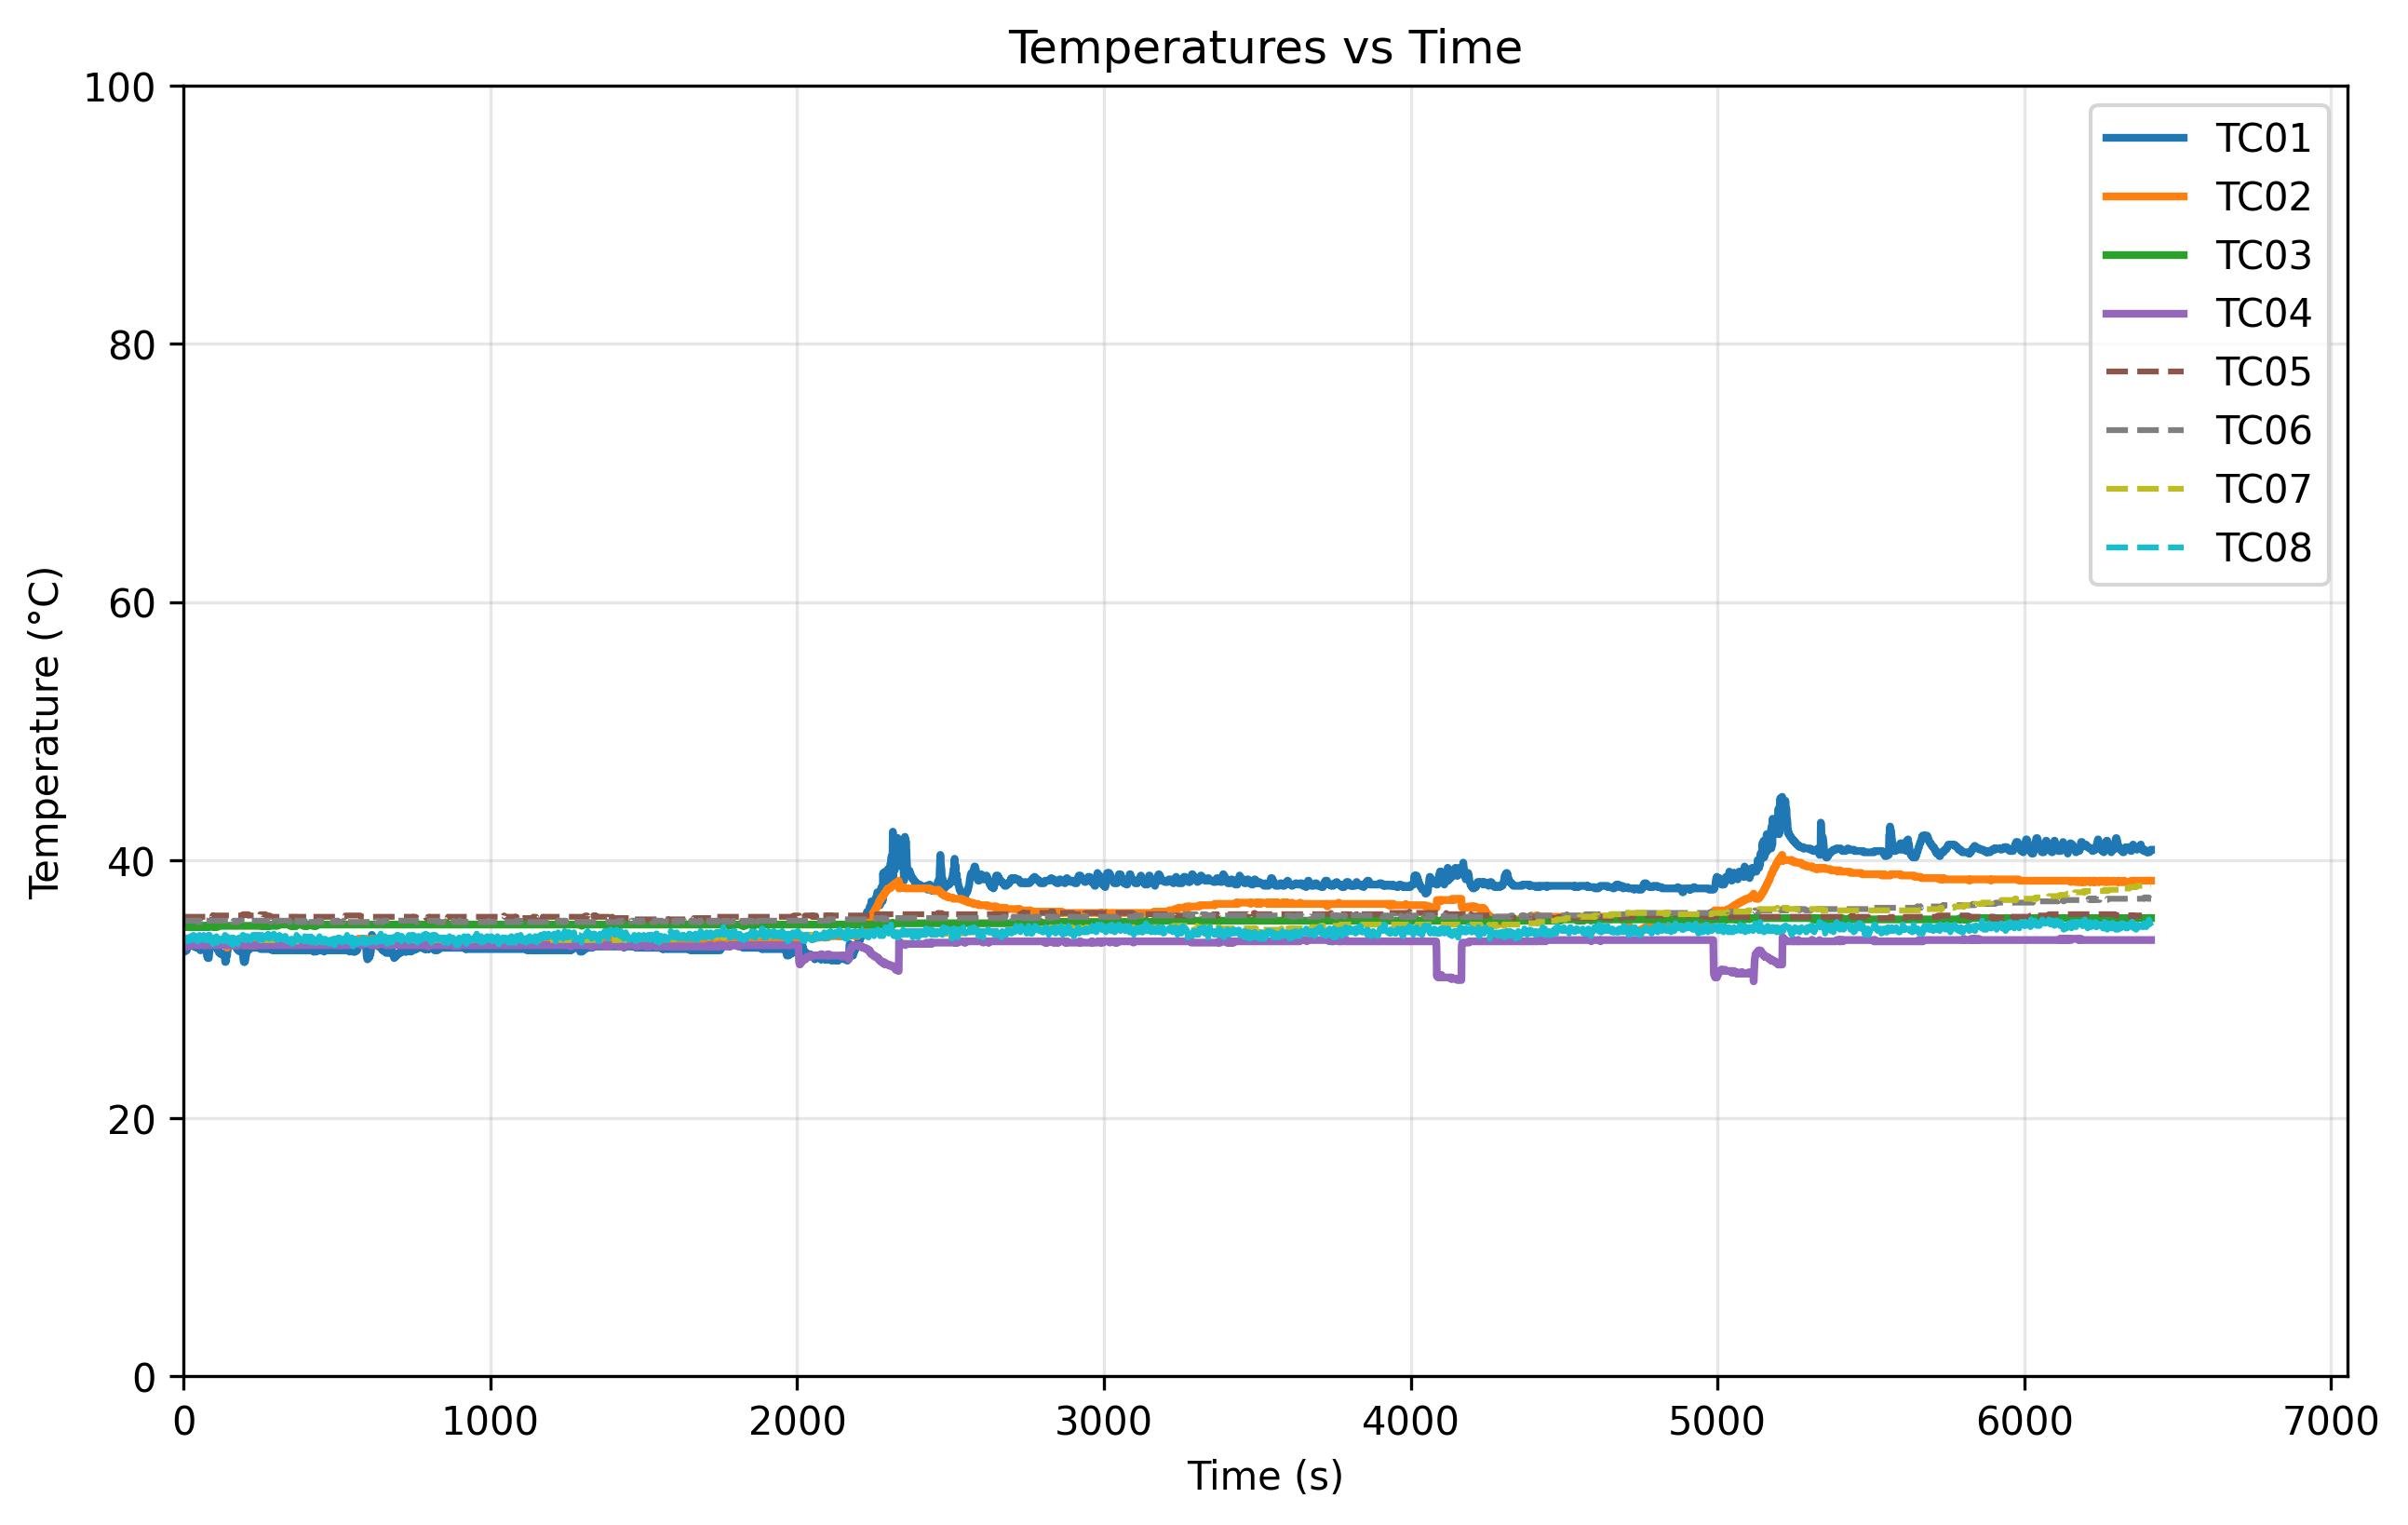 Temperatures vs Time
100
80
60
40
20
0
Temperature (°C)
0 1000 2000 3000 4000 5000 6000 7000
Time (s)
TC01
TC02
TC03
TC04
TC05
TC06
TC07
TC08